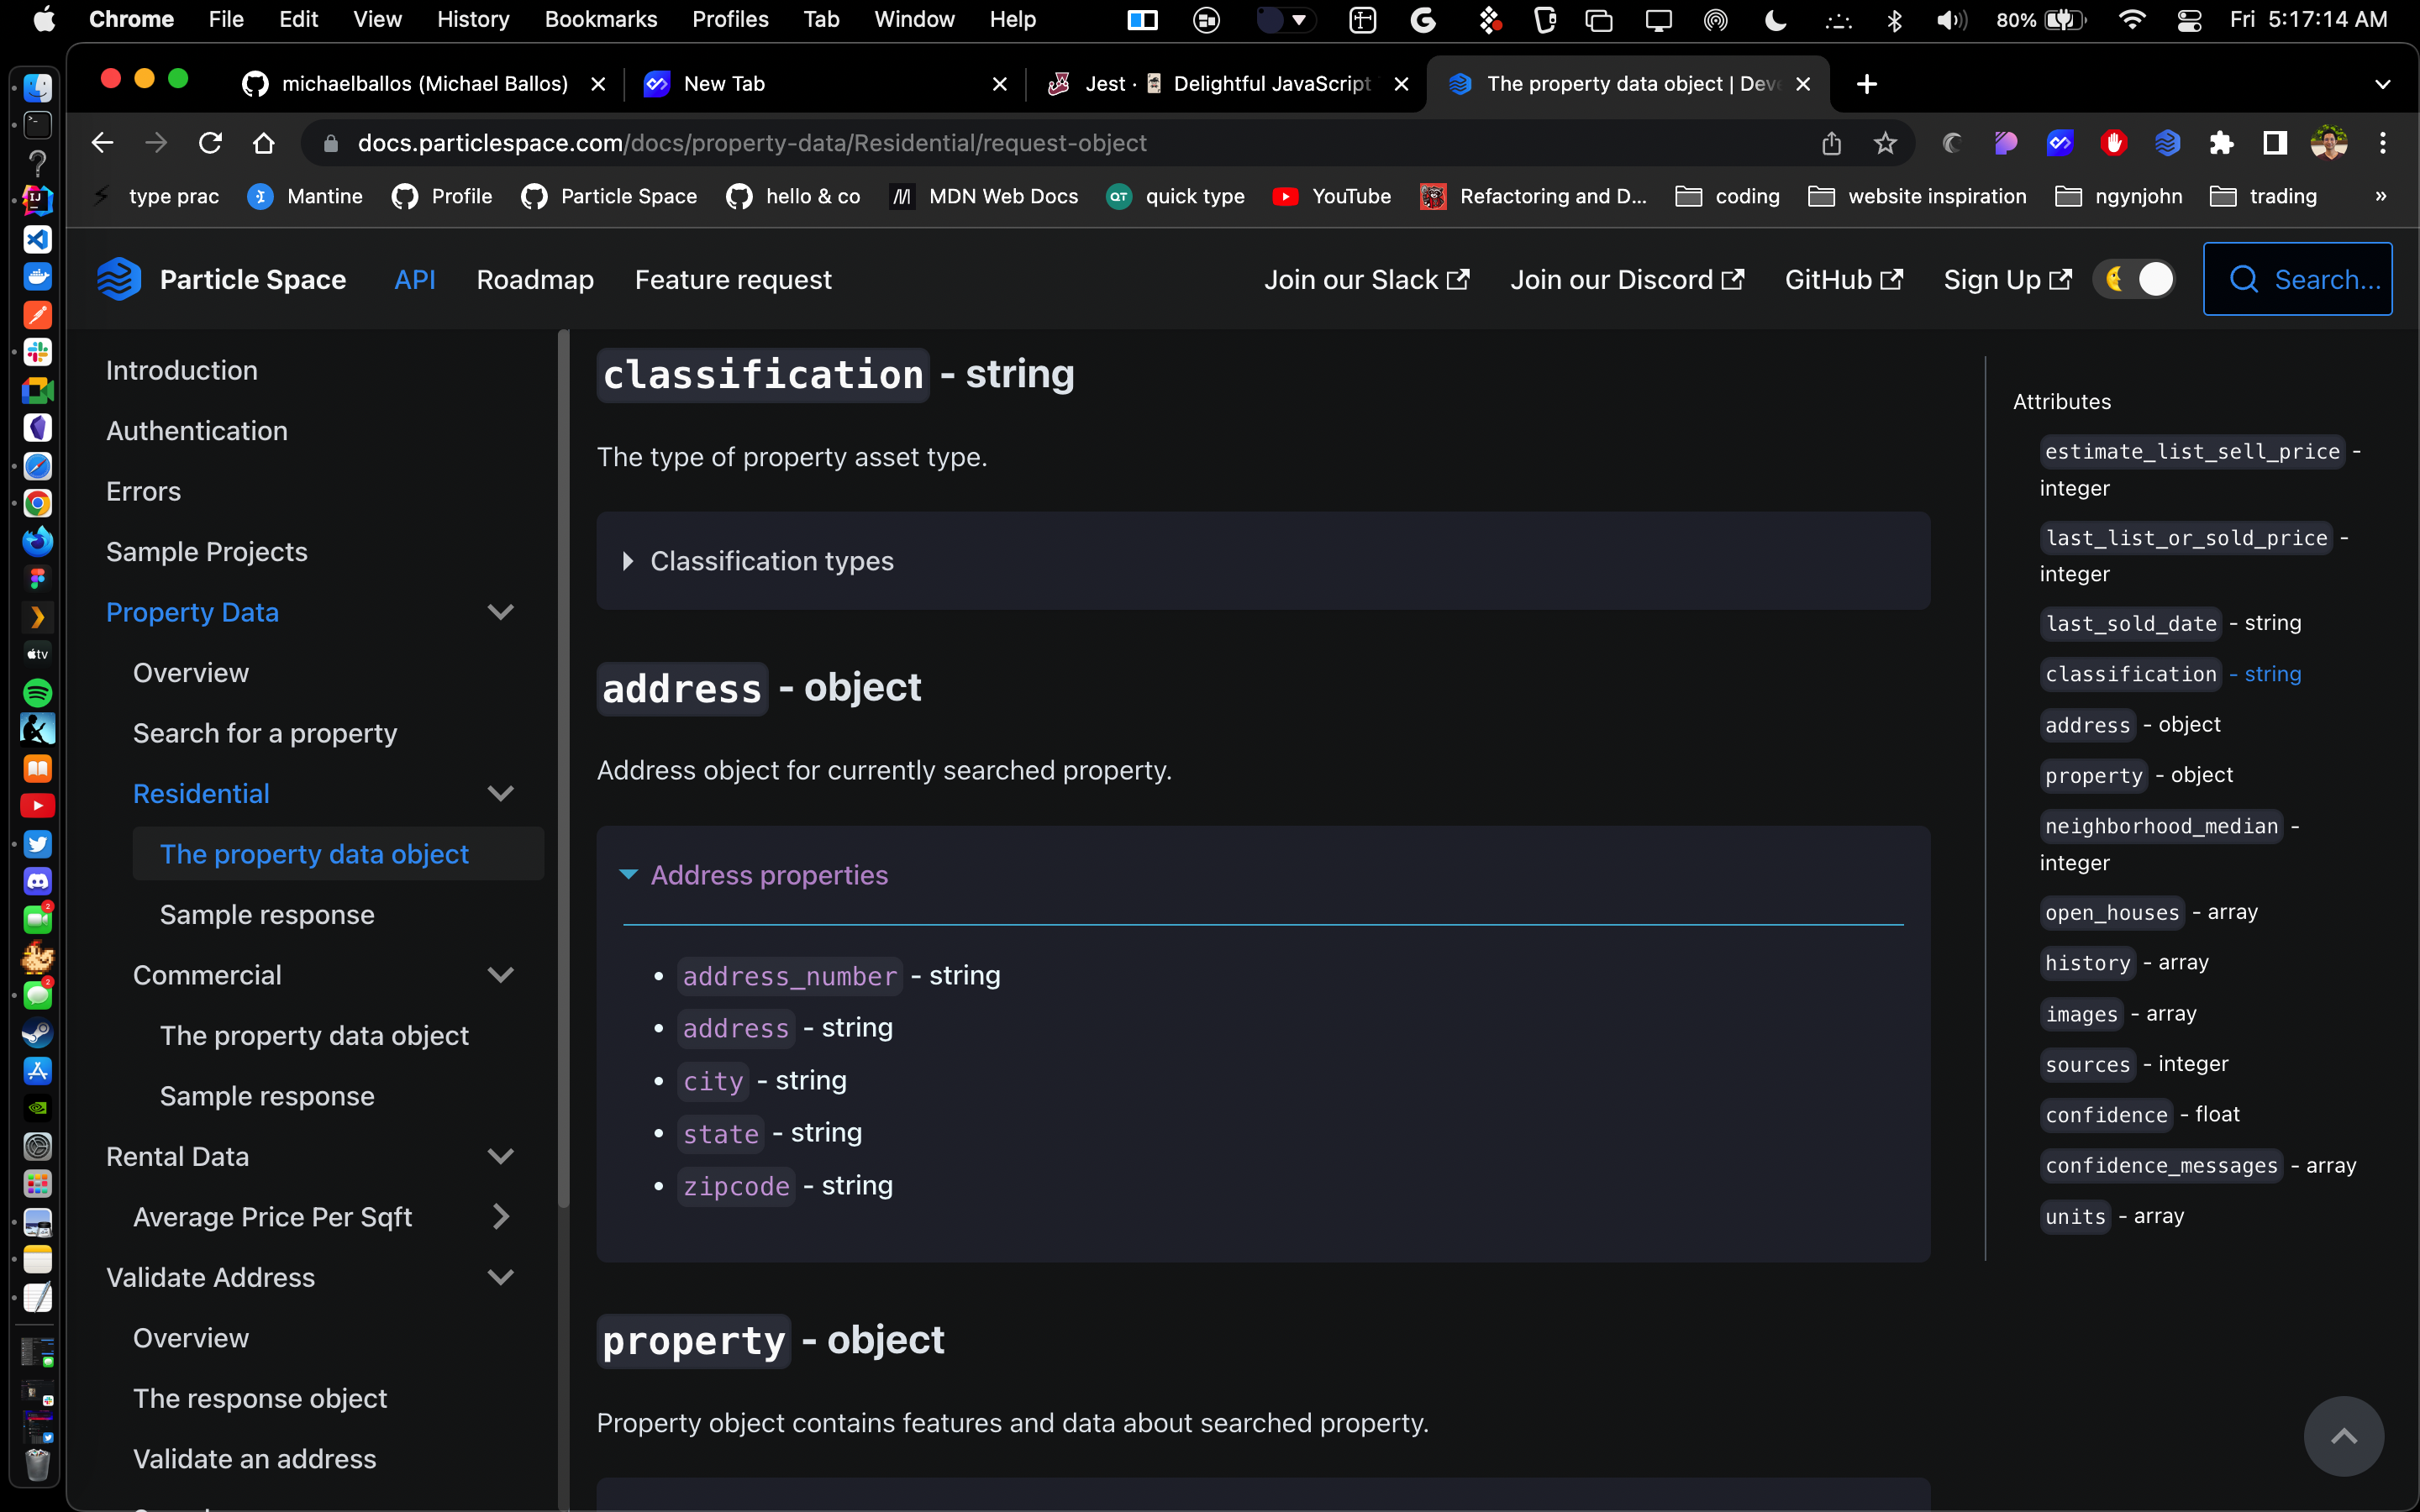 Chrome File Edit View History Bookmarks Profiles Tab Window Help 80% Fri 5:17:14 AM
michaelballos (Michael Ballos)
New Tab
Jest · 🃏 Delightful JavaScript
The property data object | Deve
docs.particlespace.com/docs/property-data/Residential/request-object
type prac Mantine Profile Particle Space hello & co MDN Web Docs QT quick type YouTube Refactoring and D... coding website inspiration ngynjohn trading »
Particle Space API Roadmap Feature request Join our Slack Join our Discord GitHub Sign Up Search...
Introduction
Authentication
Errors
Sample Projects
Property Data
Overview
Search for a property
Residential
The property data object
Sample response
Commercial
The property data object
Sample response
Rental Data
Average Price Per Sqft
Validate Address
Overview
The response object
Validate an address
classification - string
The type of property asset type.
Classification types
address - object
Address object for currently searched property.
Address properties
• address_number - string
• address - string
• city - string
• state - string
• zipcode - string
property - object
Property object contains features and data about searched property.
Attributes
estimate_list_sell_price -
integer
last_list_or_sold_price -
integer
last_sold_date - string
classification - string
address - object
property - object
neighborhood_median -
integer
open_houses - array
history - array
images - array
sources - integer
confidence - float
confidence_messages - array
units - array
tv
2
2